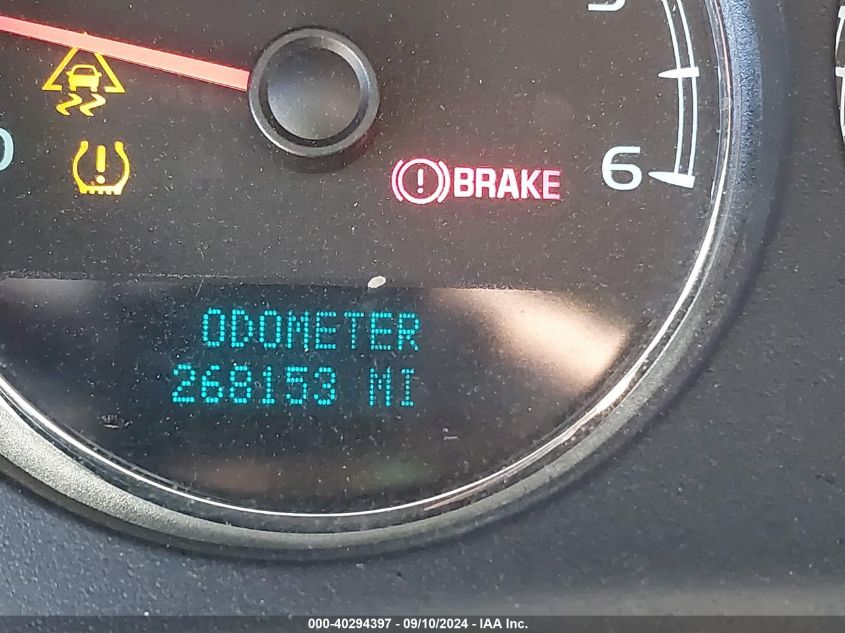 BRAKE
6
ODOMETER
268153 MI
000-40294397 - 09/10/2024 - IAA Inc.